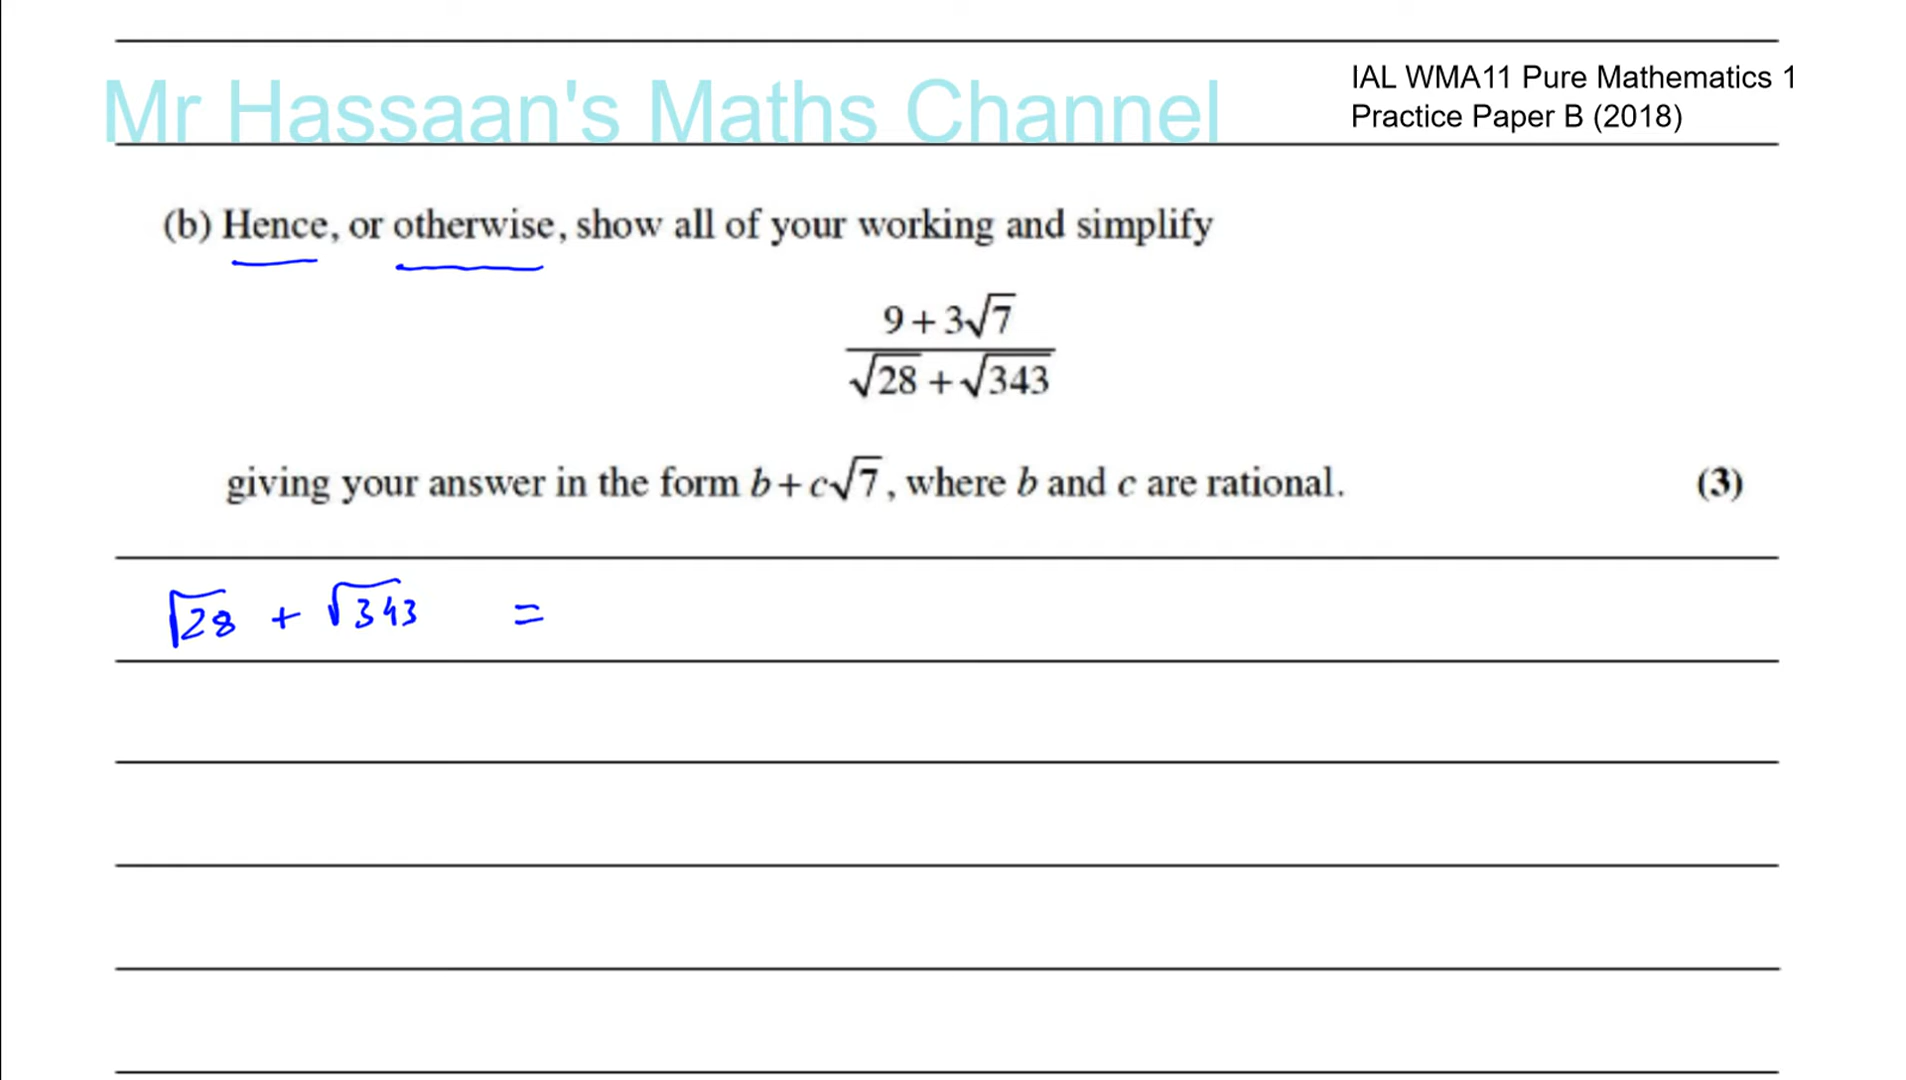 IAL WMA11 Pure Mathematics 1
Mr Hassaan's Maths Channel
Practice Paper B (2018)
(b) Hence, or otherwise, show all of your working and simplify
9 + 3√7
√28 + √343
giving your answer in the form b + c√7, where b and c are rational. (3)
√28 + √343 =